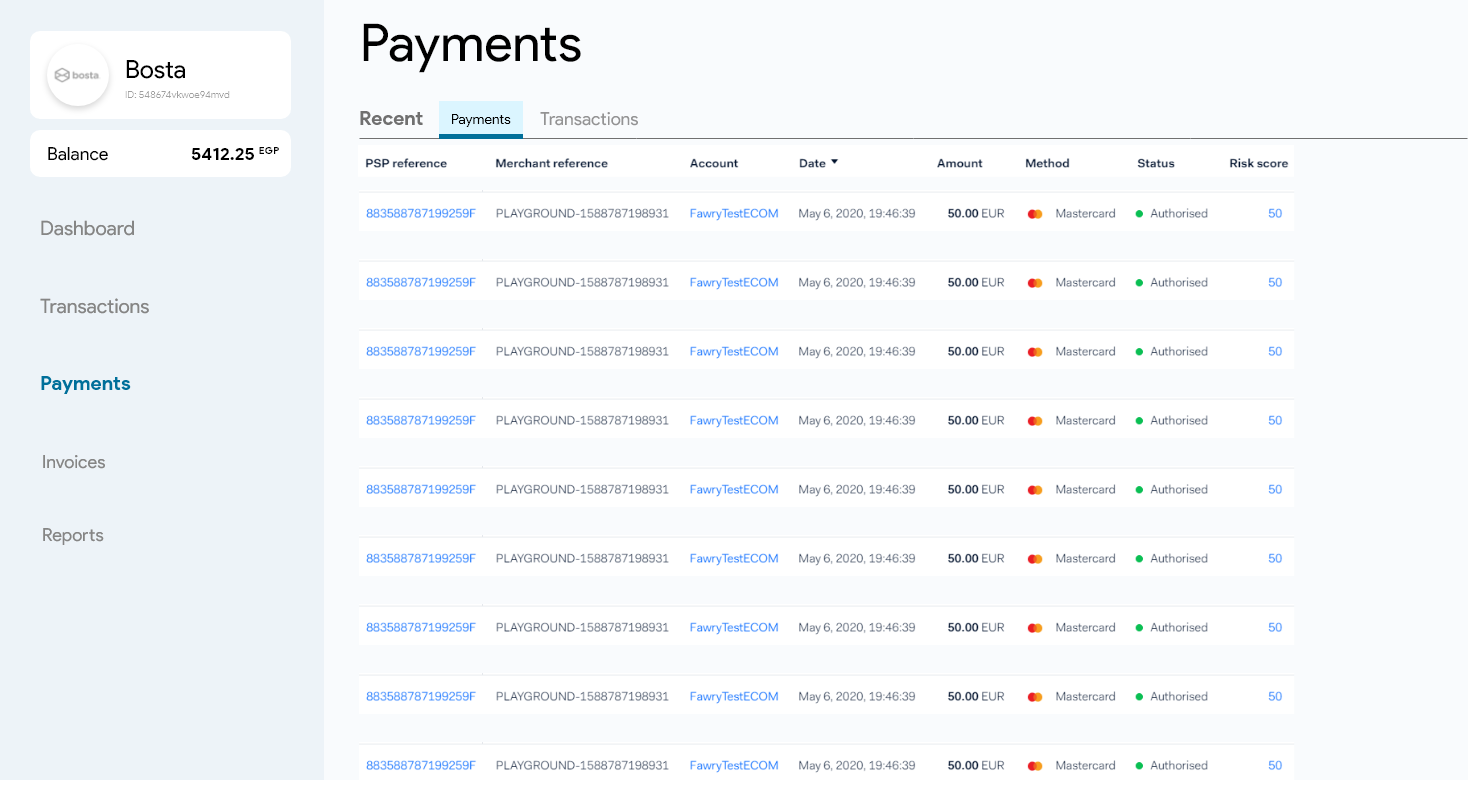 bosta
Bosta
ID: 548674vkwoe94mvd
Balance 5412.25 EGP
Dashboard
Transactions
Payments
Invoices
Reports
Payments
Recent Payments Transactions
PSP reference Merchant reference Account Date Amount Method Status Risk score
883588787199259F PLAYGROUND-1588787198931 FawryTestECOM May 6, 2020, 19:46:39 50.00 EUR Mastercard Authorised 50
883588787199259F PLAYGROUND-1588787198931 FawryTestECOM May 6, 2020, 19:46:39 50.00 EUR Mastercard Authorised 50
883588787199259F PLAYGROUND-1588787198931 FawryTestECOM May 6, 2020, 19:46:39 50.00 EUR Mastercard Authorised 50
883588787199259F PLAYGROUND-1588787198931 FawryTestECOM May 6, 2020, 19:46:39 50.00 EUR Mastercard Authorised 50
883588787199259F PLAYGROUND-1588787198931 FawryTestECOM May 6, 2020, 19:46:39 50.00 EUR Mastercard Authorised 50
883588787199259F PLAYGROUND-1588787198931 FawryTestECOM May 6, 2020, 19:46:39 50.00 EUR Mastercard Authorised 50
883588787199259F PLAYGROUND-1588787198931 FawryTestECOM May 6, 2020, 19:46:39 50.00 EUR Mastercard Authorised 50
883588787199259F PLAYGROUND-1588787198931 FawryTestECOM May 6, 2020, 19:46:39 50.00 EUR Mastercard Authorised 50
883588787199259F PLAYGROUND-1588787198931 FawryTestECOM May 6, 2020, 19:46:39 50.00 EUR Mastercard Authorised 50